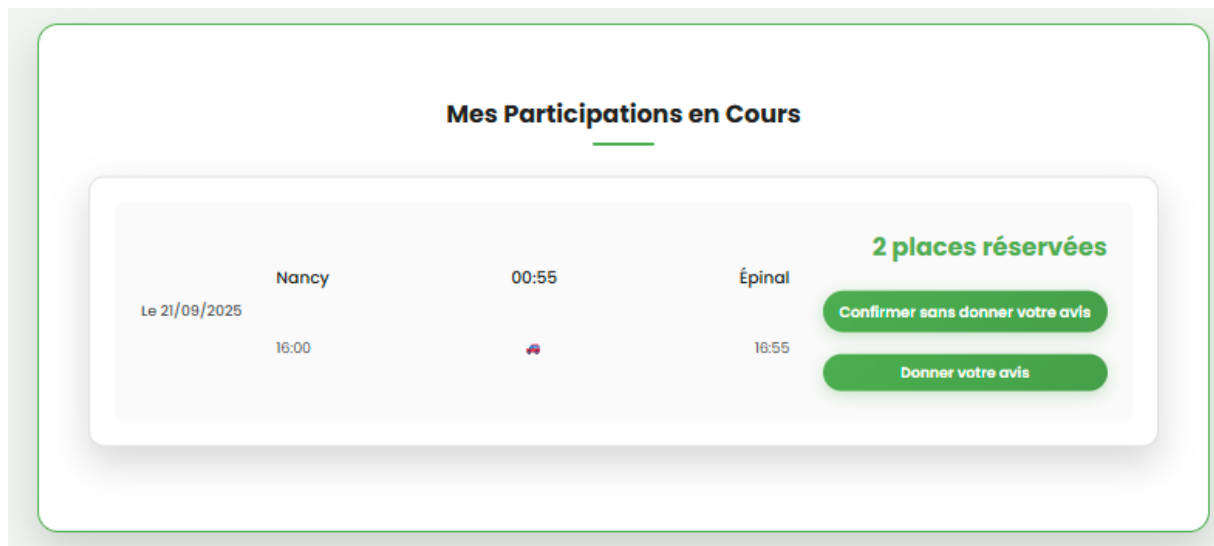 Mes Participations en Cours
2 places réservées
Nancy 00:55 Épinal
Le 21/09/2025
Confirmer sans donner votre avis
16:00 16:55
Donner votre avis